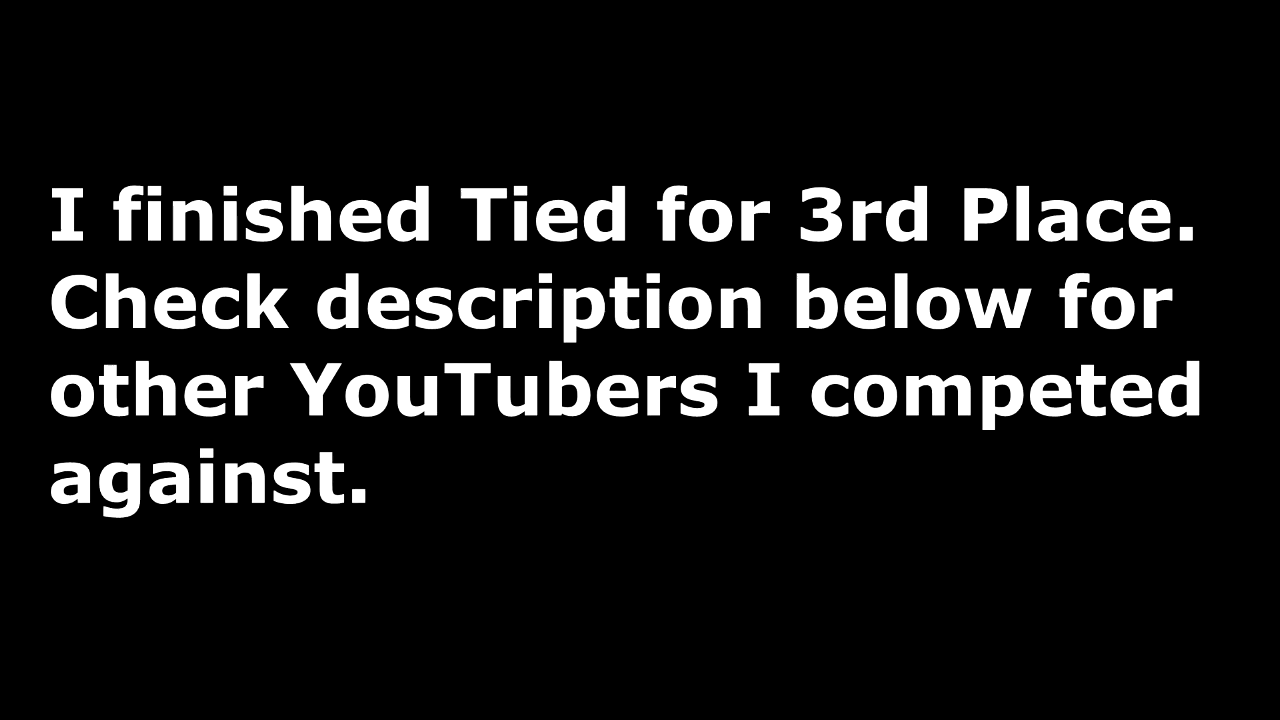 I finished Tied for 3rd Place.
Check description below for
other YouTubers I competed
against.